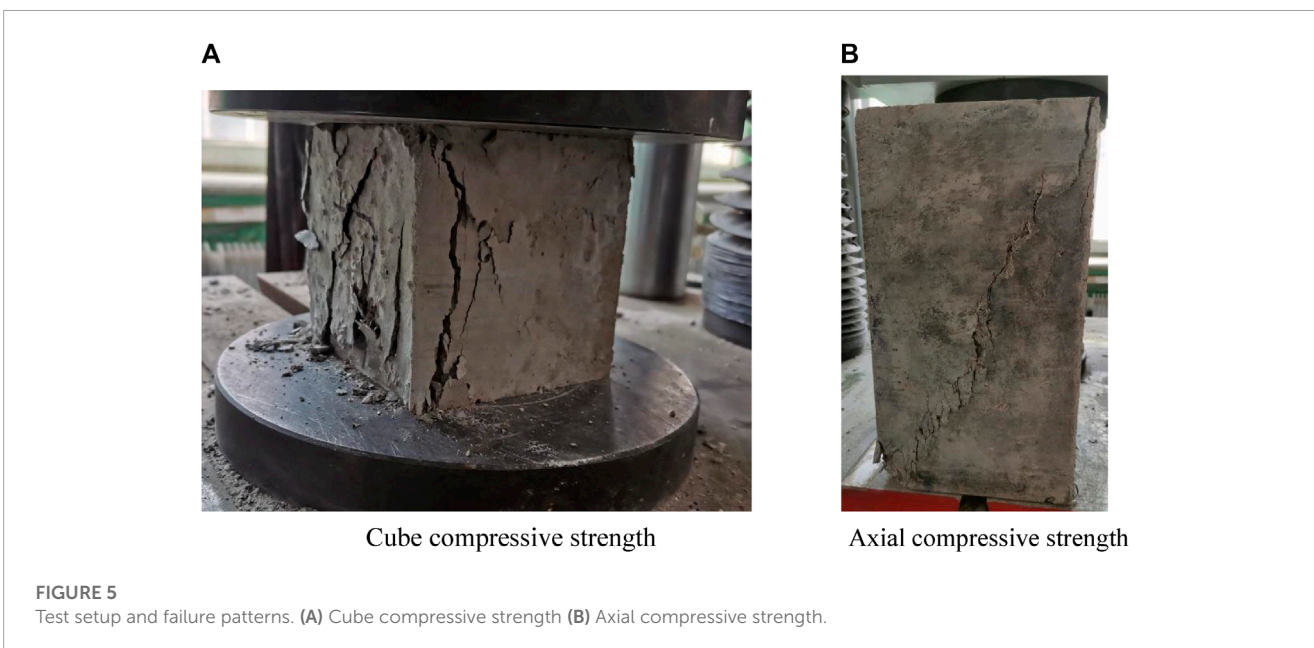 A
B
Cube compressive strength
Axial compressive strength
FIGURE 5
Test setup and failure patterns. (A) Cube compressive strength (B) Axial compressive strength.